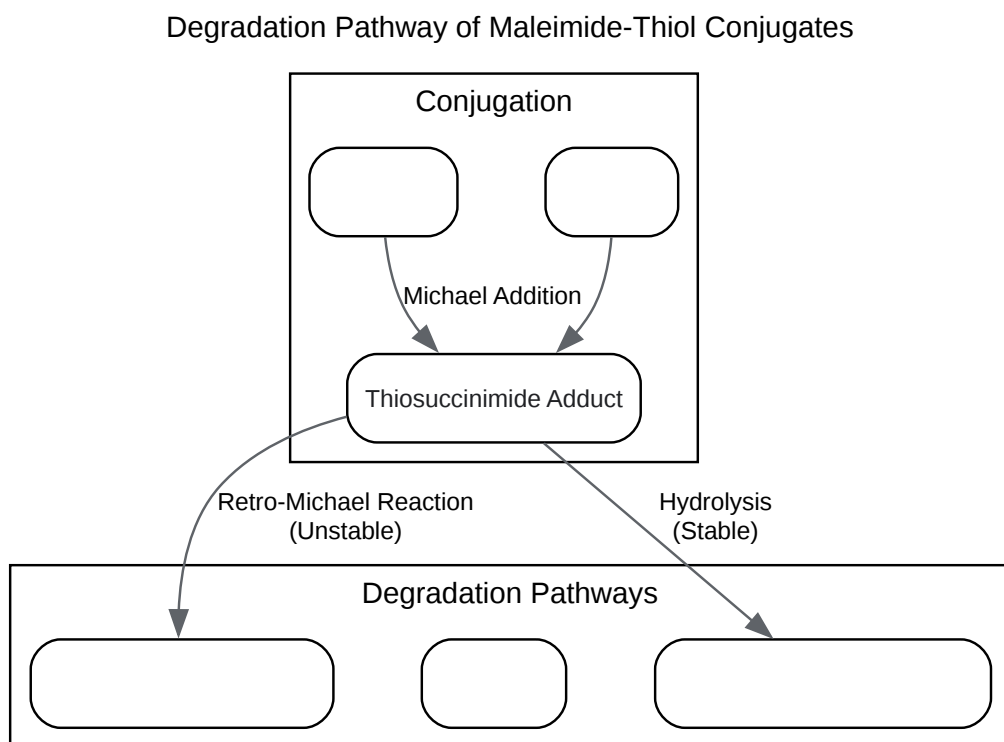 Degradation Pathway of Maleimide-Thiol Conjugates
Conjugation
Michael Addition
Thiosuccinimide Adduct
Retro-Michael Reaction
(Unstable)
Hydrolysis
(Stable)
Degradation Pathways